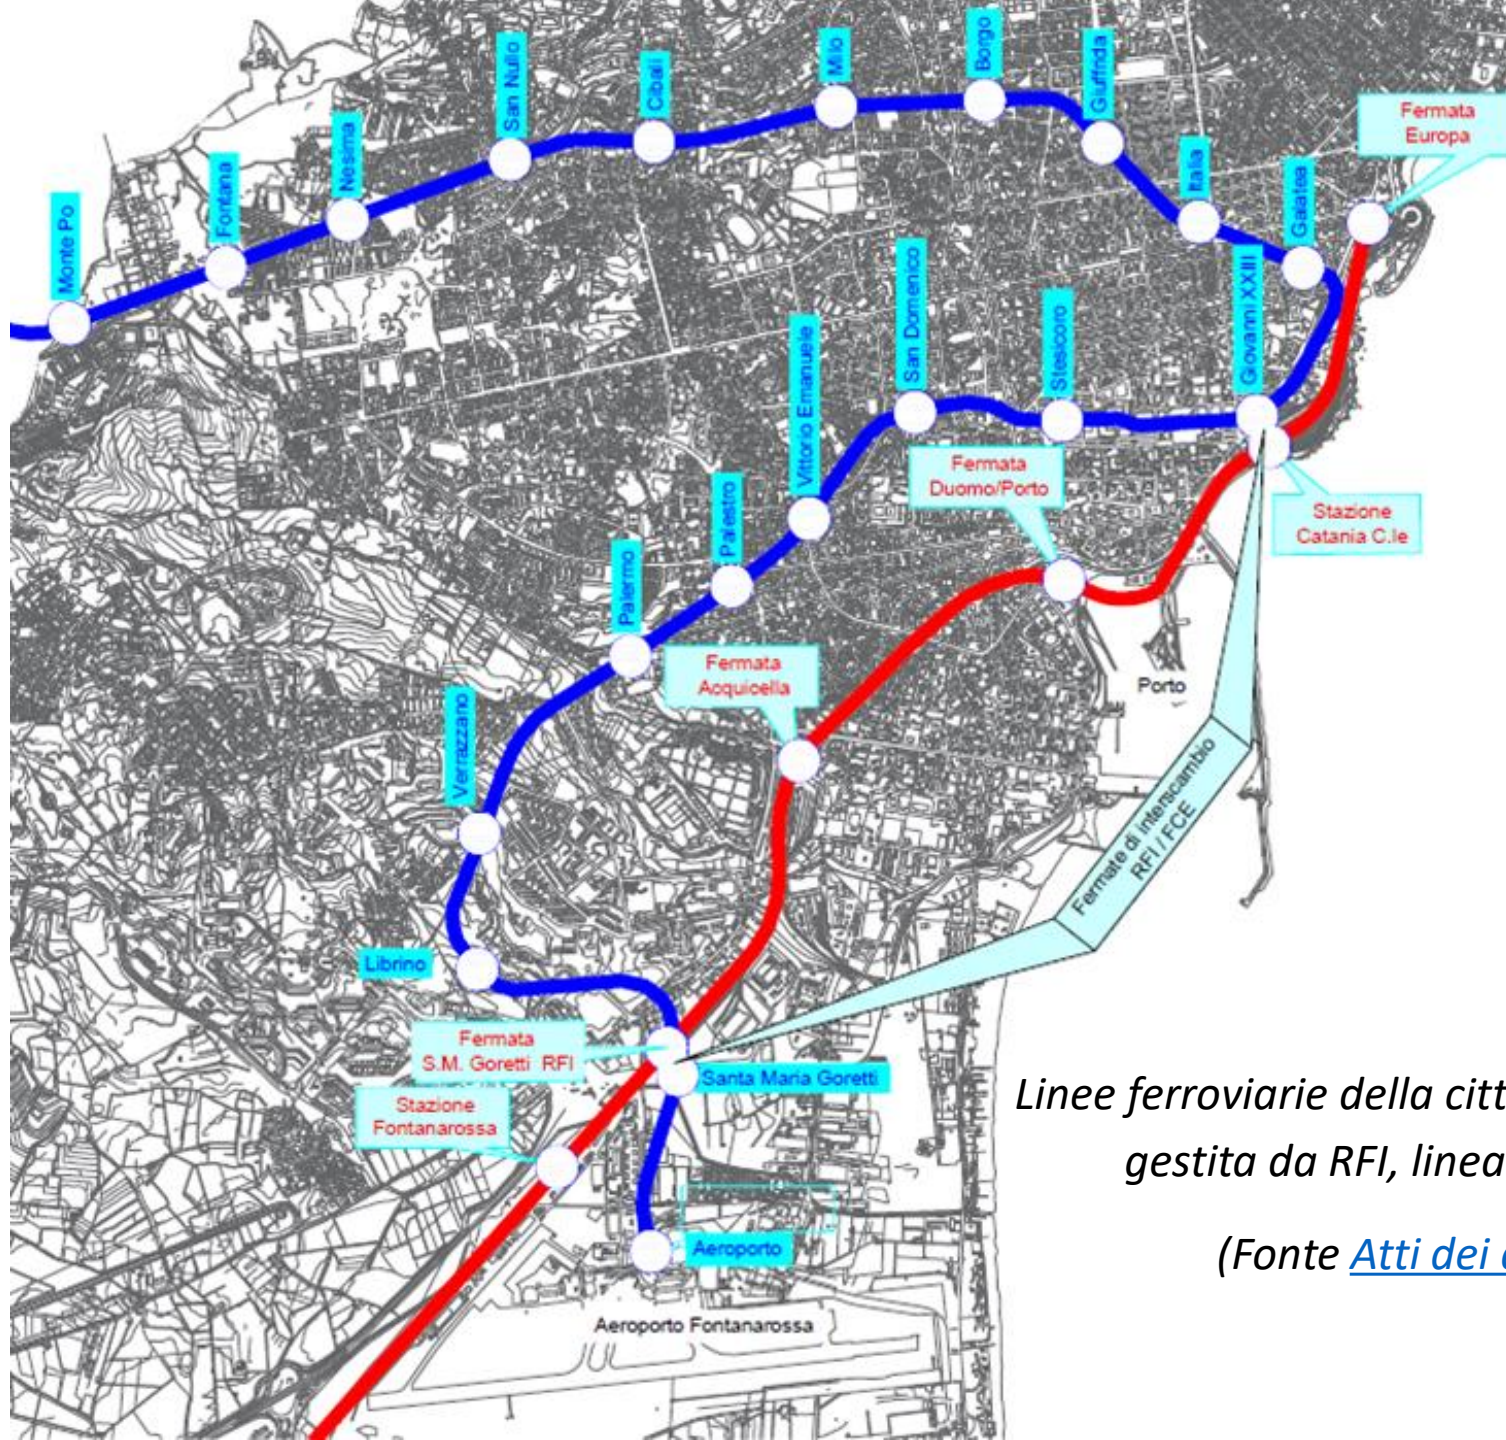 Monte Po
Fontana
Nesima
San Nullo
Cibali
Milo
Borgo
Giuffrida
Italia
Galatea
Fermata
Europa
Giovanni XXIII
Stesicoro
San Domenico
Vittorio Emanuele
Palestro
Palermo
Verrazzano
Librino
Fermata
Duomo/Porto
Stazione
Catania C.le
Fermata
Acquicella
Porto
Fermate di interscambio
RFI / FCE
Fermata
S.M. Goretti RFI
Santa Maria Goretti
Stazione
Fontanarossa
Aeroporto
Aeroporto Fontanarossa
Linee ferroviarie della citt
gestita da RFI, linea
(Fonte Atti dei